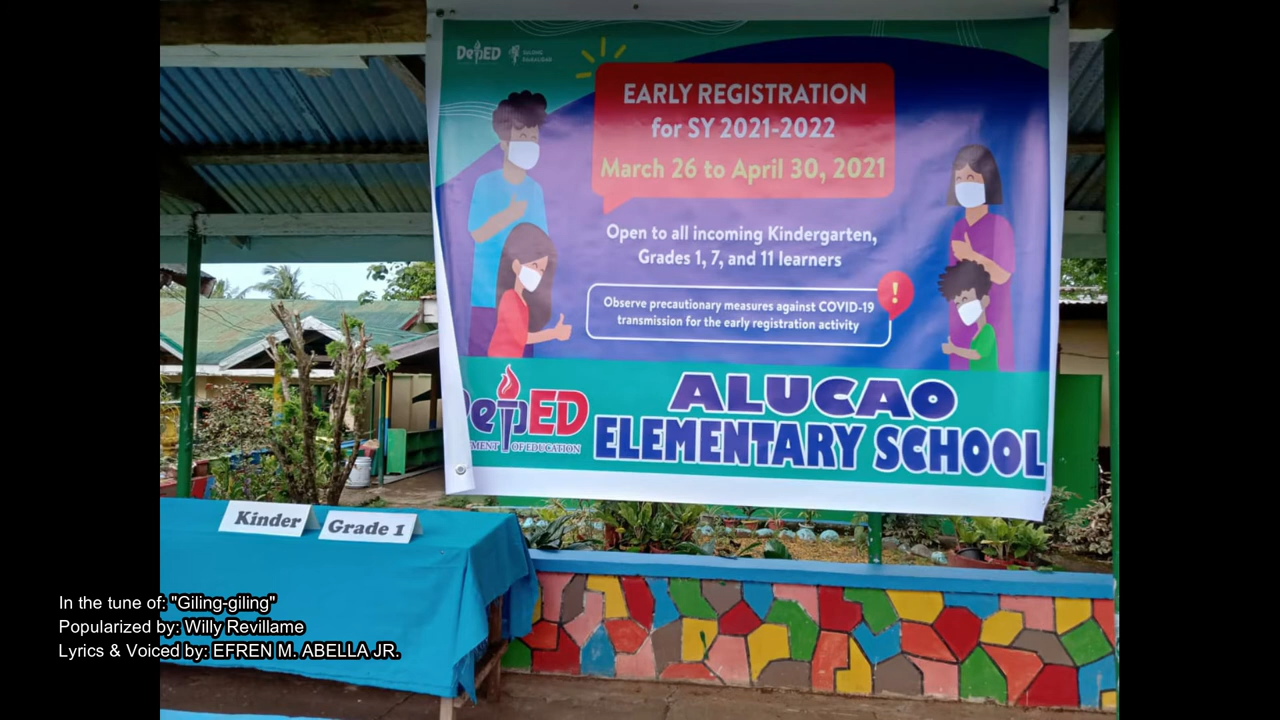 DepED
EARLY REGISTRATION
for SY 2021-2022
March 26 to April 30, 2021
Open to all incoming Kindergarten,
Grades 1, 7, and 11 learners
Observe precautionary measures against COVID-19
transmission for the early registration activity
!
DepED
MENT OF EDUCATION
ALUCAO
ELEMENTARY SCHOOL
Kinder
Grade 1
In the tune of: "Giling-giling"
Popularized by: Willy Revillame
Lyrics & Voiced by: EFREN M. ABELLA JR.